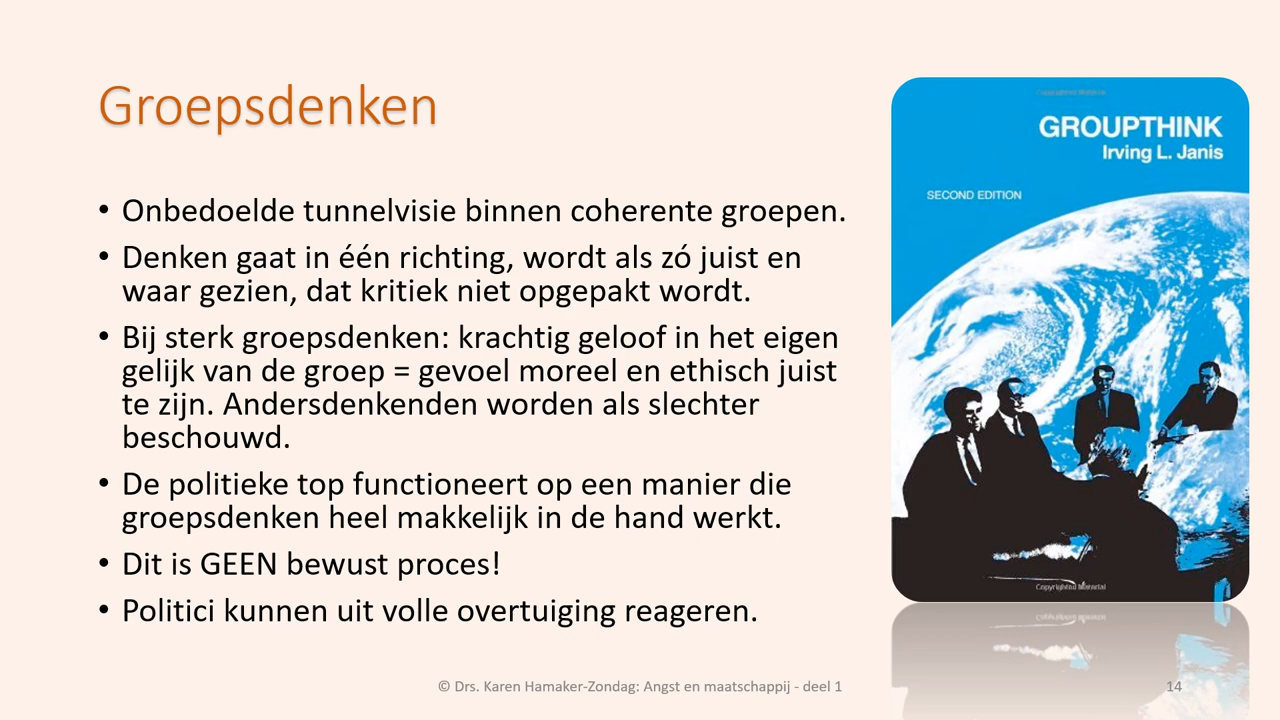 Groepsdenken
• Onbedoelde tunnelvisie binnen coherente groepen.
• Denken gaat in één richting, wordt als zó juist en
waar gezien, dat kritiek niet opgepakt wordt.
• Bij sterk groepsdenken: krachtig geloof in het eigen
gelijk van de groep = gevoel moreel en ethisch juist
te zijn. Andersdenkenden worden als slechter
beschouwd.
• De politieke top functioneert op een manier die
groepsdenken heel makkelijk in de hand werkt.
• Dit is GEEN bewust proces!
• Politici kunnen uit volle overtuiging reageren.
Copyrighted Material
GROUPTHINK
Irving L. Janis
SECOND EDITION
Copyrighted Material
© Drs. Karen Hamaker-Zondag: Angst en maatschappij - deel 1
14